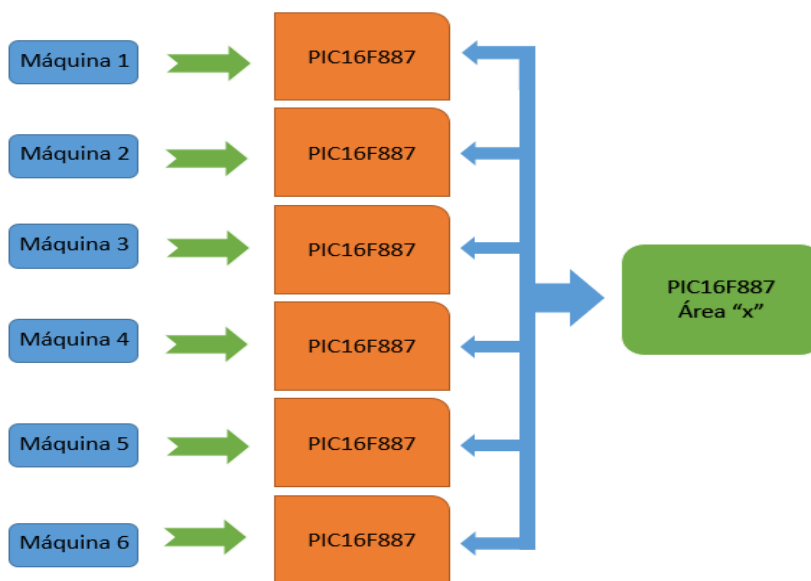 Máquina 1
PIC16F887
Máquina 2
PIC16F887
Máquina 3
PIC16F887
PIC16F887
Área “x”
Máquina 4
PIC16F887
Máquina 5
PIC16F887
Máquina 6
PIC16F887